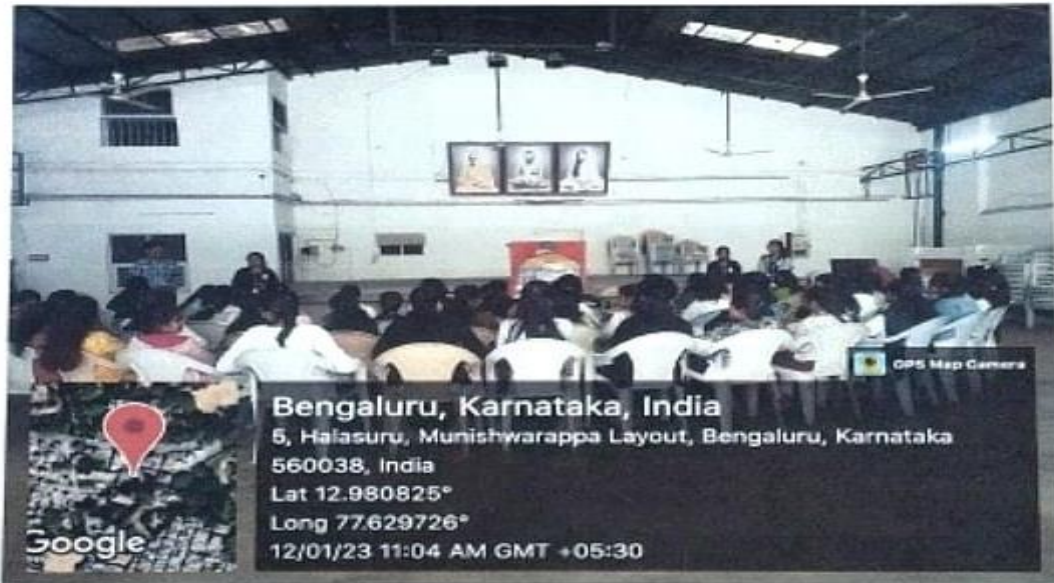 GPS Map Camera
Bengaluru, Karnataka, India
5, Halasuru, Munishwarappa Layout, Bengaluru, Karnataka
560038, India
Lat 12.980825°
Long 77.629726°
12/01/23 11:04 AM GMT +05:30
Google